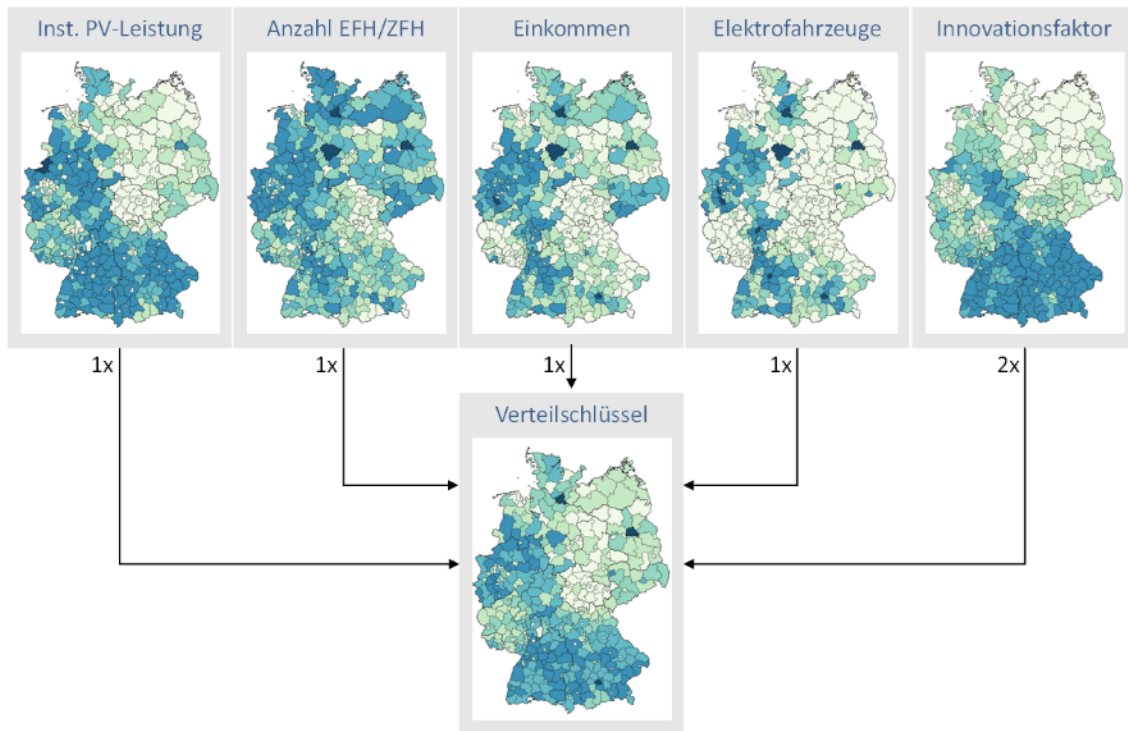 Inst. PV-Leistung
Anzahl EFH/ZFH
Einkommen
Elektrofahrzeuge
Innovationsfaktor
1x
1x
1x
1x
2x
Verteilschlüssel